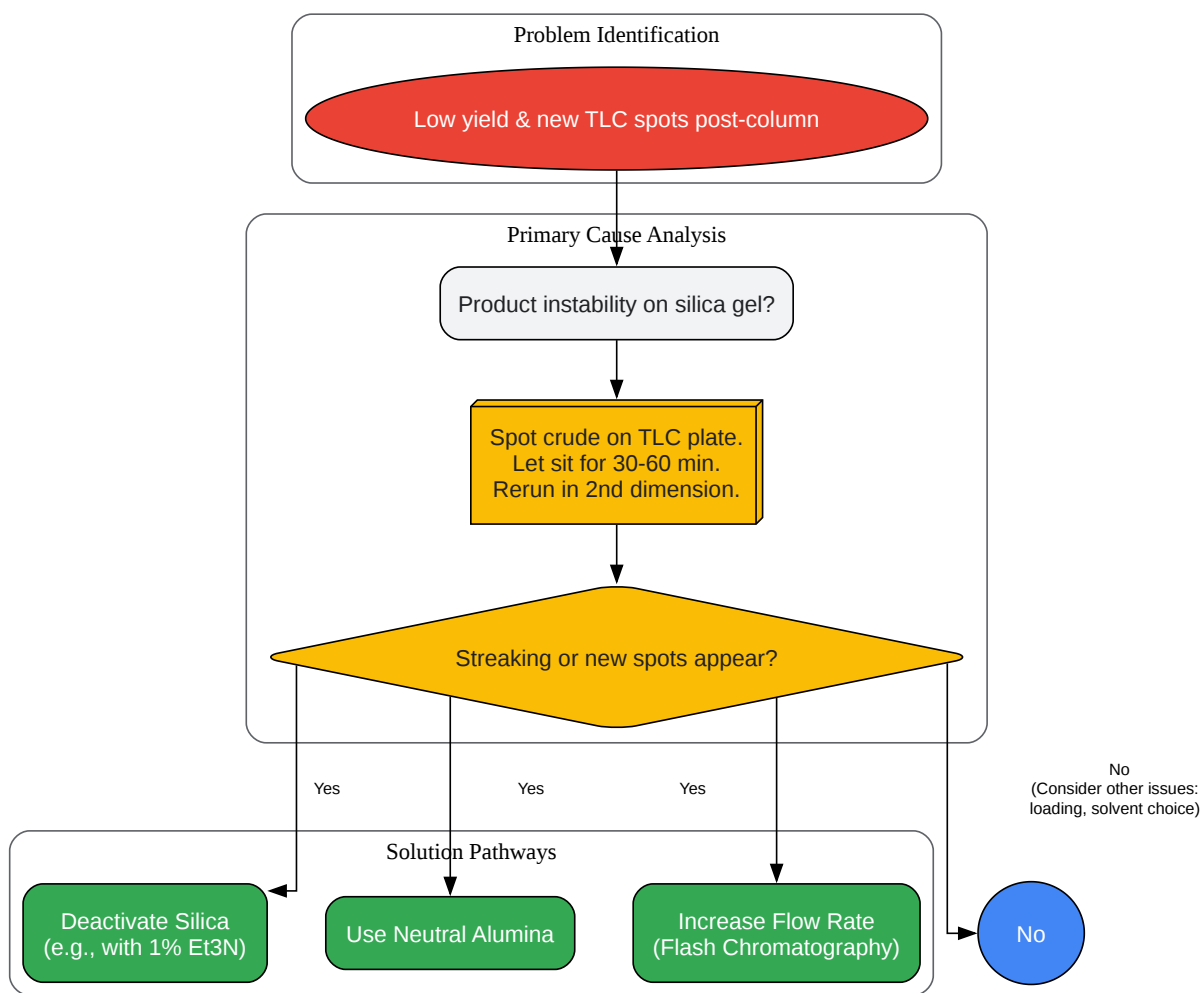 Problem Identification
Low yield & new TLC spots post-column
Primary Cause Analysis
Product instability on silica gel?
Spot crude on TLC plate.
Let sit for 30-60 min.
Rerun in 2nd dimension.
Streaking or new spots appear?
Yes
Yes
Yes
No
(Consider other issues:
loading, solvent choice)
Solution Pathways
Deactivate Silica
(e.g., with 1% Et3N)
Use Neutral Alumina
Increase Flow Rate
(Flash Chromatography)
No